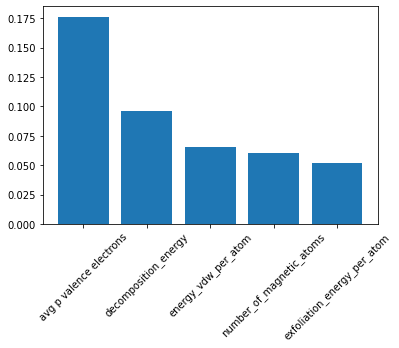 0.175
0.150
0.125
0.100
0.075
0.050
0.025
0.000
avg p valence electrons
decomposition_energy
energy_vdw_per_atom
number_of_magnetic_atoms
exfoliation_energy_per_atom